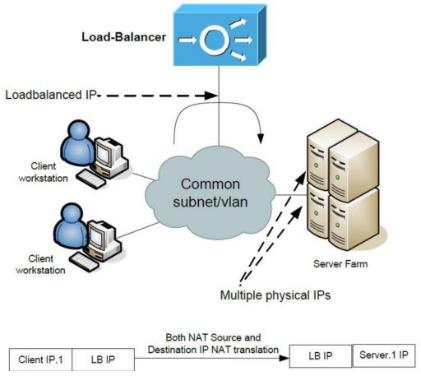 Load-Balancer
Loadbalanced IP
Client
workstation
Common
subnet/vlan
Client
workstation
Server Farm
Multiple physical IPs
Both NAT Source and
Destination IP NAT translation
Client IP.1
LB IP
LB IP
Server.1 IP